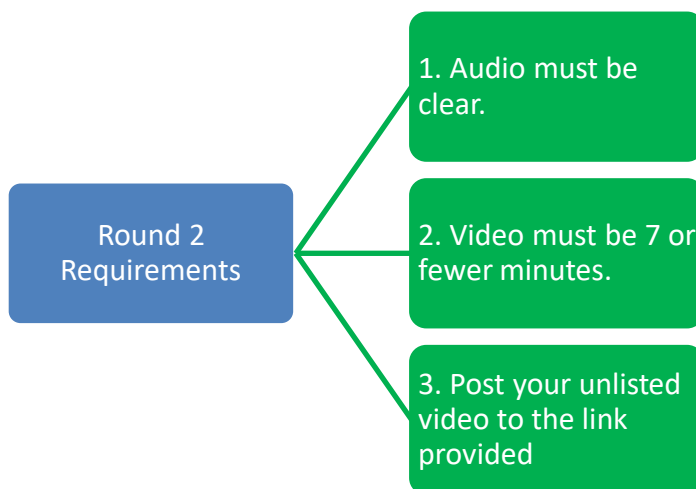 Round 2
Requirements
1. Audio must be
clear.
2. Video must be 7 or
fewer minutes.
3. Post your unlisted
video to the link
provided